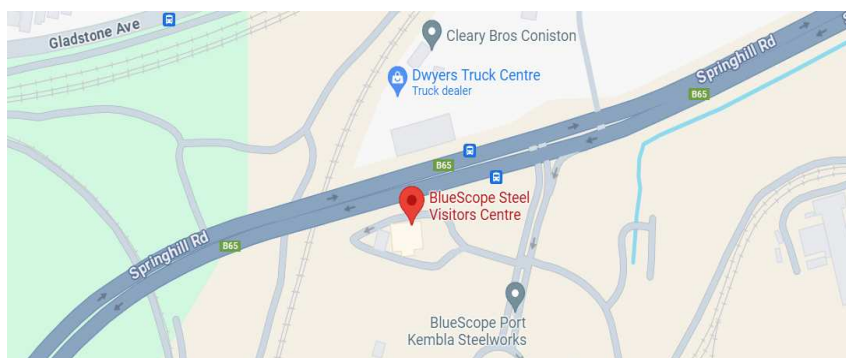 Gladstone Ave
Cleary Bros Coniston
Dwyers Truck Centre
Truck dealer
Springhill Rd
B65
B65
BlueScope Steel
Visitors Centre
Springhill Rd
B65
BlueScope Port
Kembla Steelworks
S